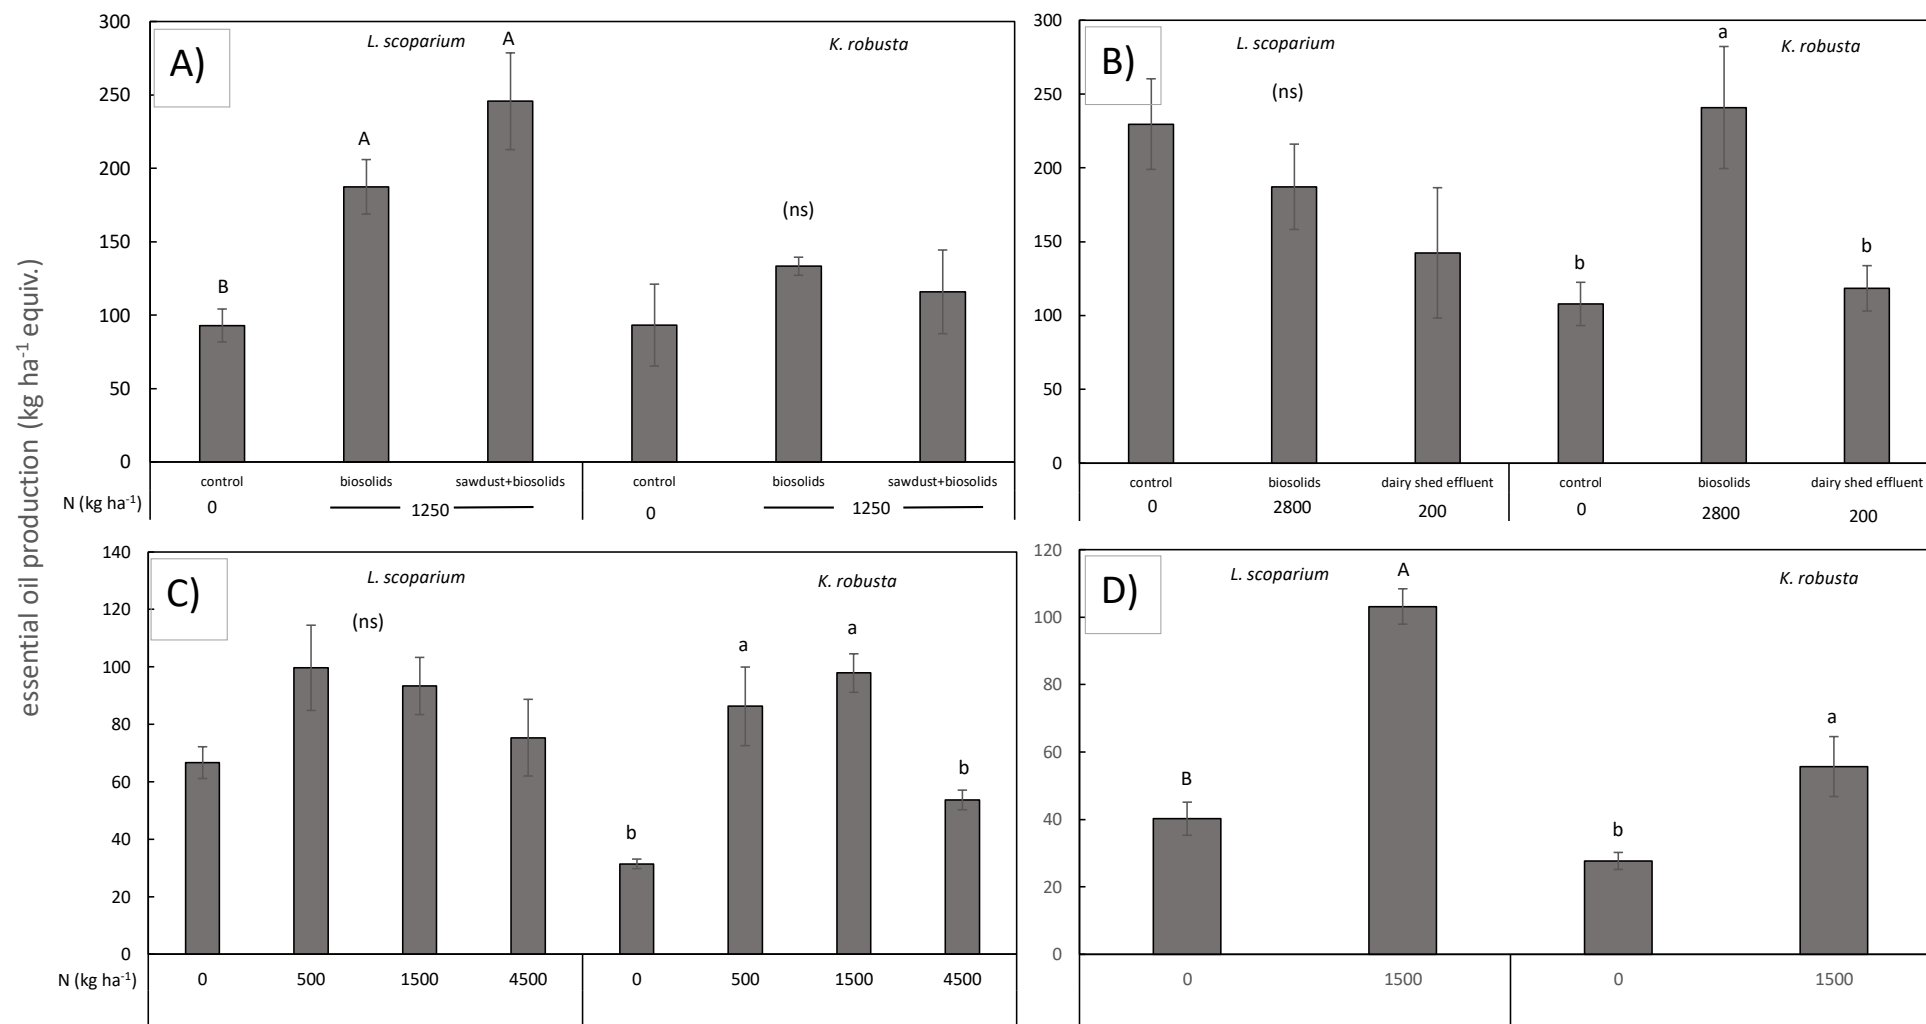 essential oil production (kg ha-1 equiv.)
A)
L. scoparium
K. robusta
300
250
200
150
100
50
0
B
A
A
(ns)
control
biosolids
sawdust+biosolids
control
biosolids
sawdust+biosolids
N (kg ha-1)
0
1250
0
1250
B)
L. scoparium
K. robusta
300
250
200
150
100
50
0
(ns)
b
a
b
control
biosolids
dairy shed effluent
control
biosolids
dairy shed effluent
0
2800
200
0
2800
200
C)
L. scoparium
K. robusta
140
120
100
80
60
40
20
0
(ns)
b
a
a
b
N (kg ha-1)
0
500
1500
4500
0
500
1500
4500
D)
L. scoparium
K. robusta
120
100
80
60
40
20
0
B
A
b
a
0
1500
0
1500